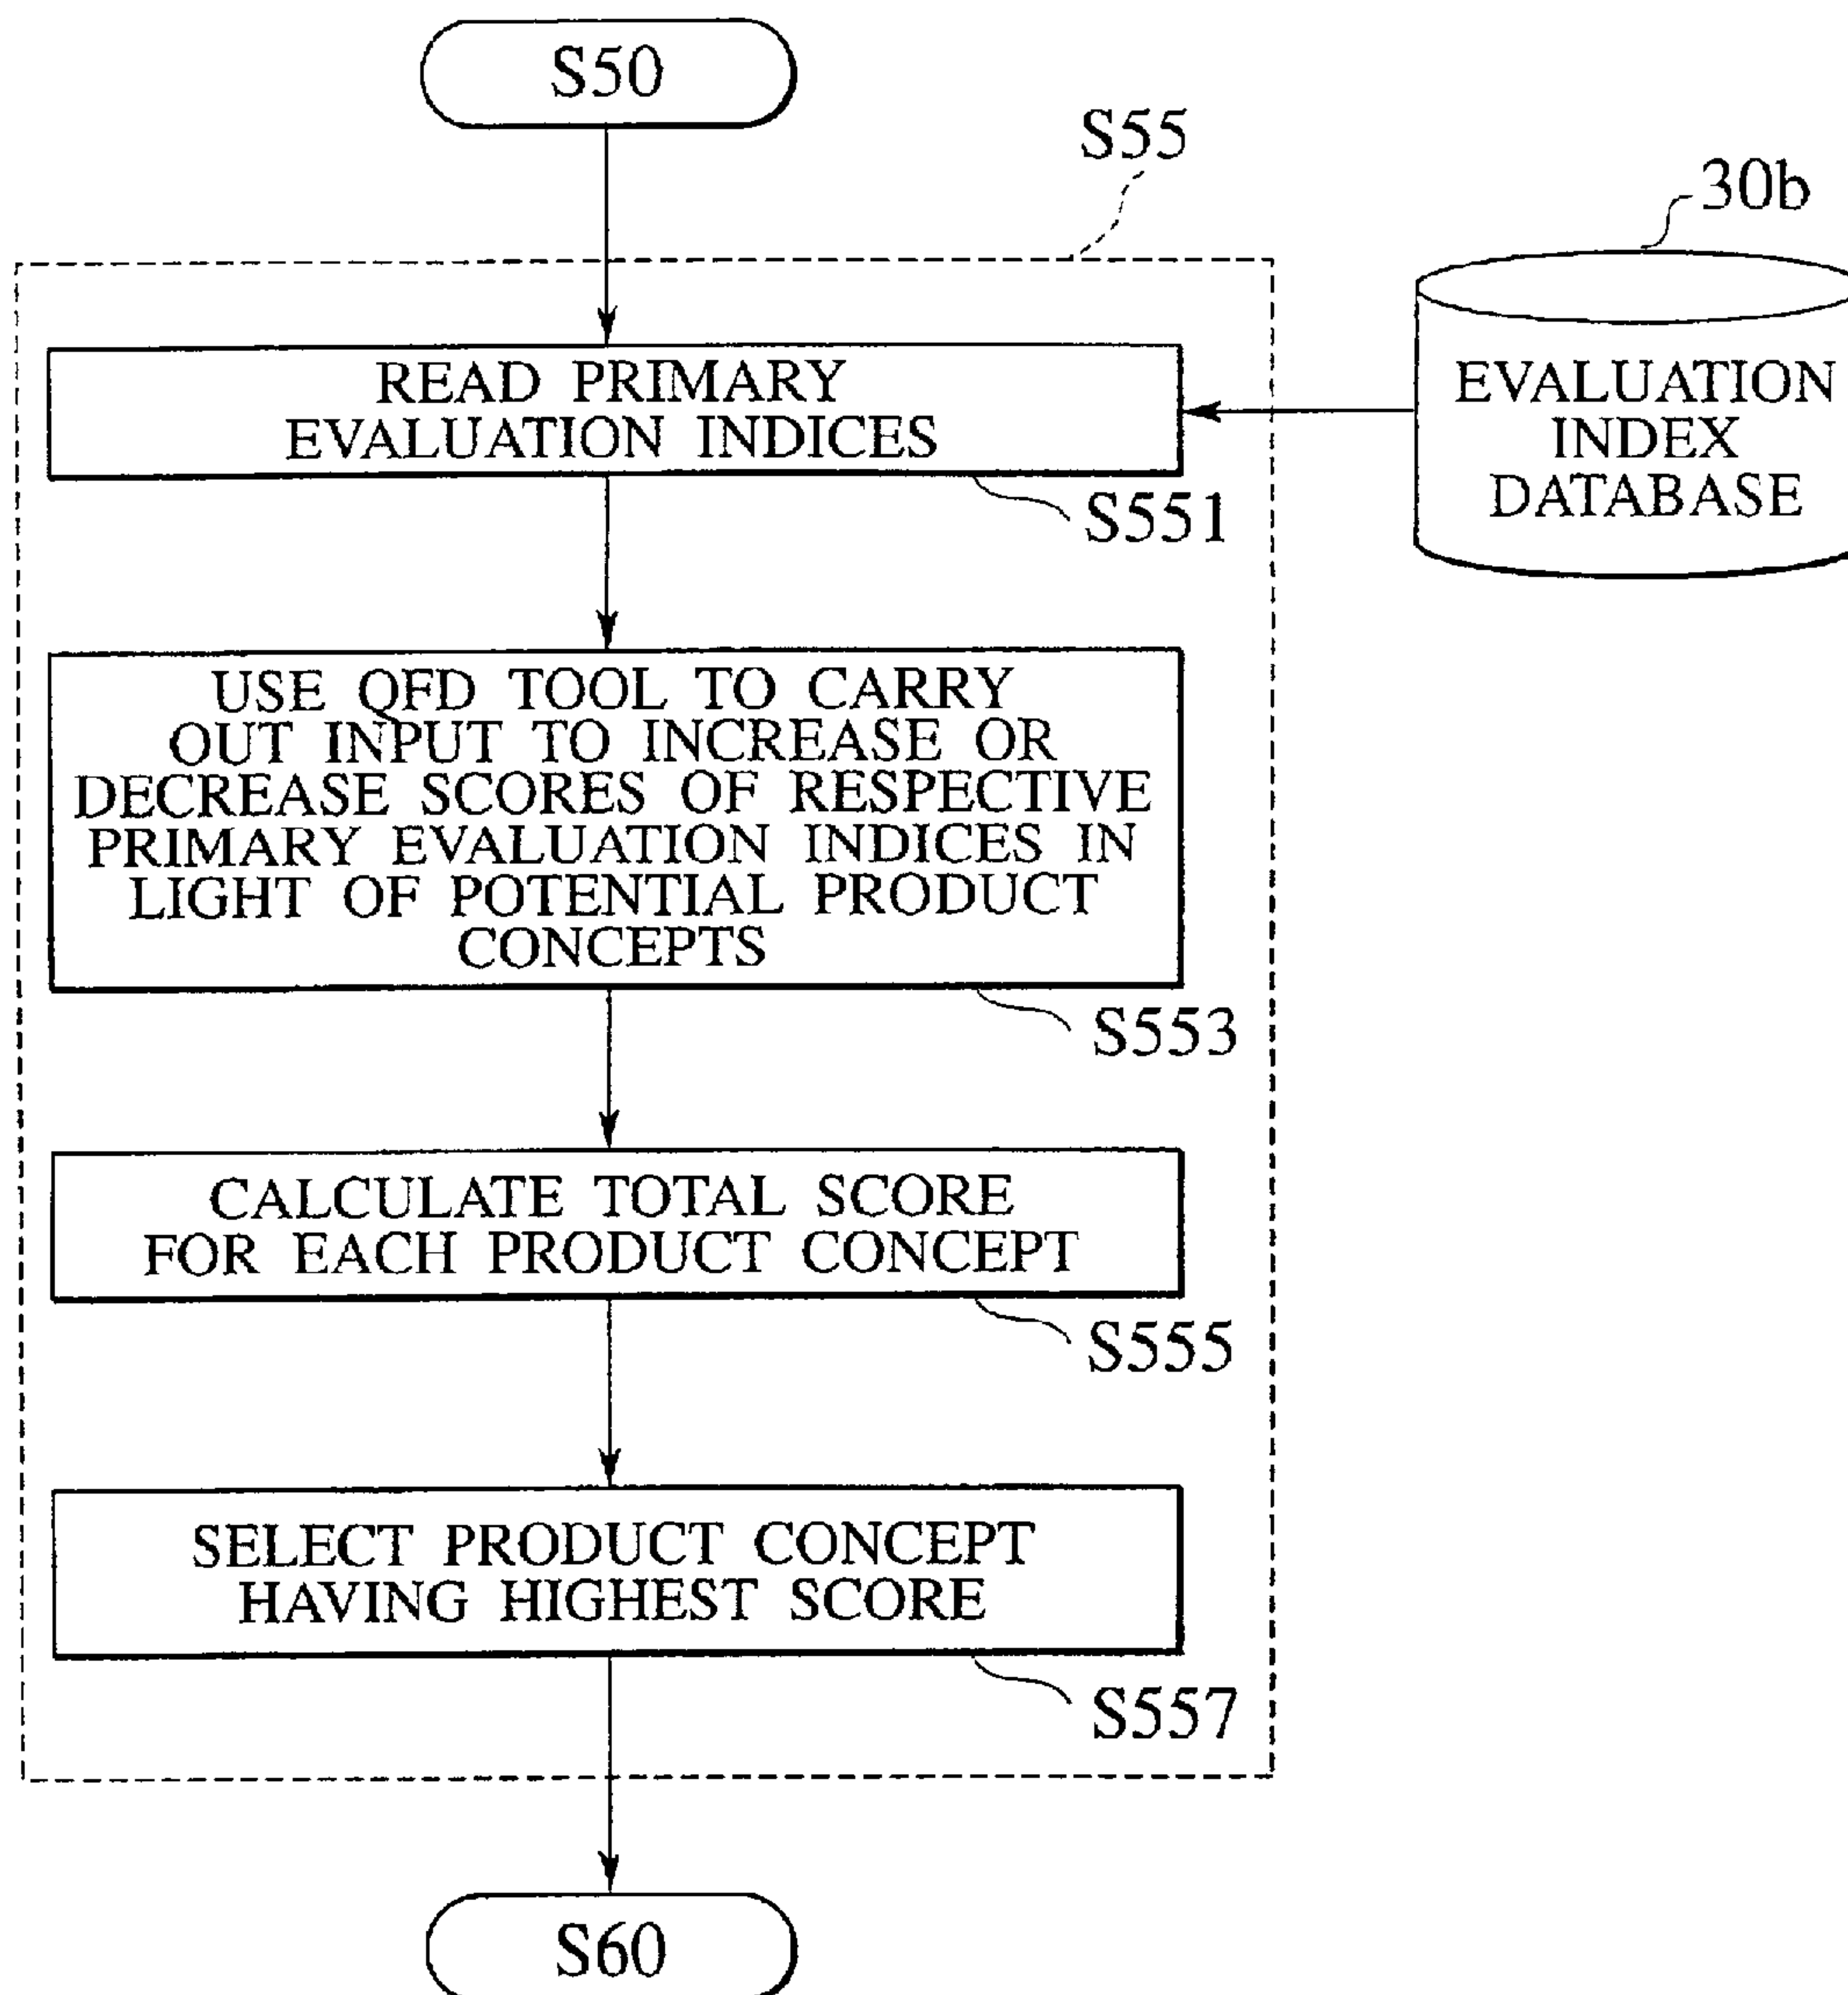 S50
S55
30b
READ PRIMARY
EVALUATION INDICES
EVALUATION
INDEX
DATABASE
S551
USE QFD TOOL TO CARRY
OUT INPUT TO INCREASE OR
DECREASE SCORES OF RESPECTIVE
PRIMARY EVALUATION INDICES IN
LIGHT OF POTENTIAL PRODUCT
CONCEPTS
S553
CALCULATE TOTAL SCORE
FOR EACH PRODUCT CONCEPT
S555
SELECT PRODUCT CONCEPT
HAVING HIGHEST SCORE
S557
S60